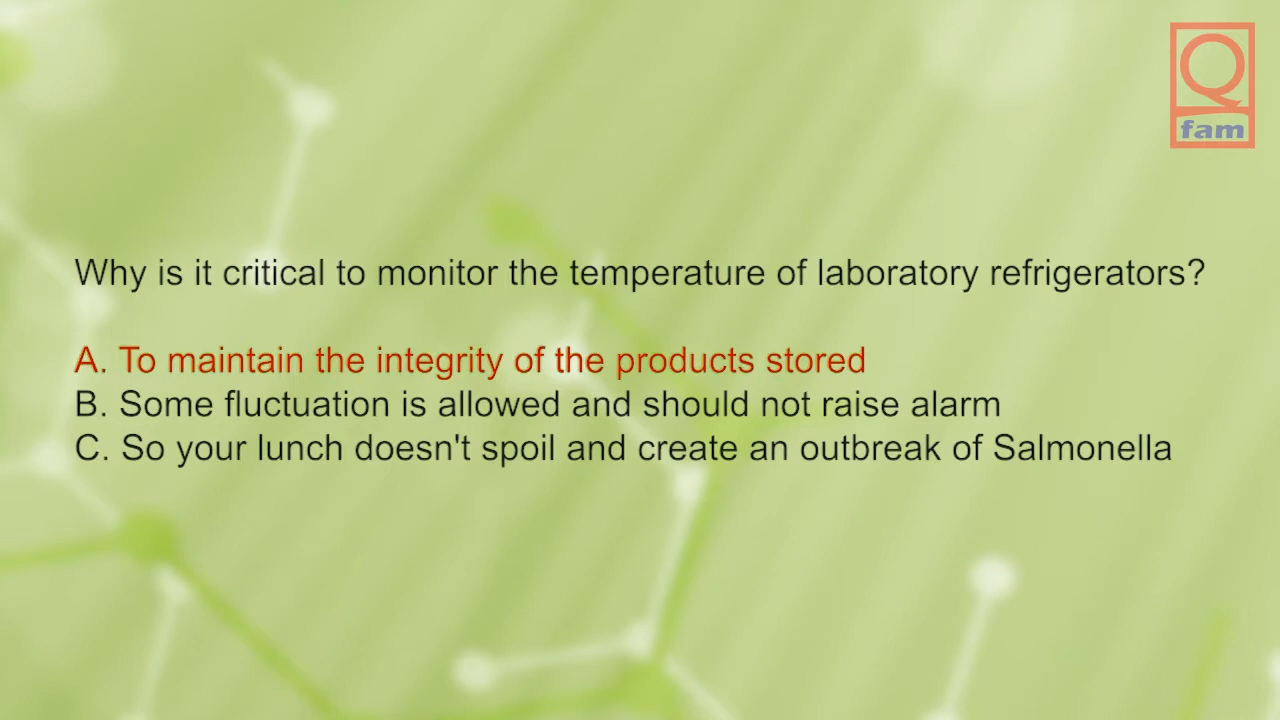 Q
fam
Why is it critical to monitor the temperature of laboratory refrigerators?
A. To maintain the integrity of the products stored
B. Some fluctuation is allowed and should not raise alarm
C. So your lunch doesn't spoil and create an outbreak of Salmonella